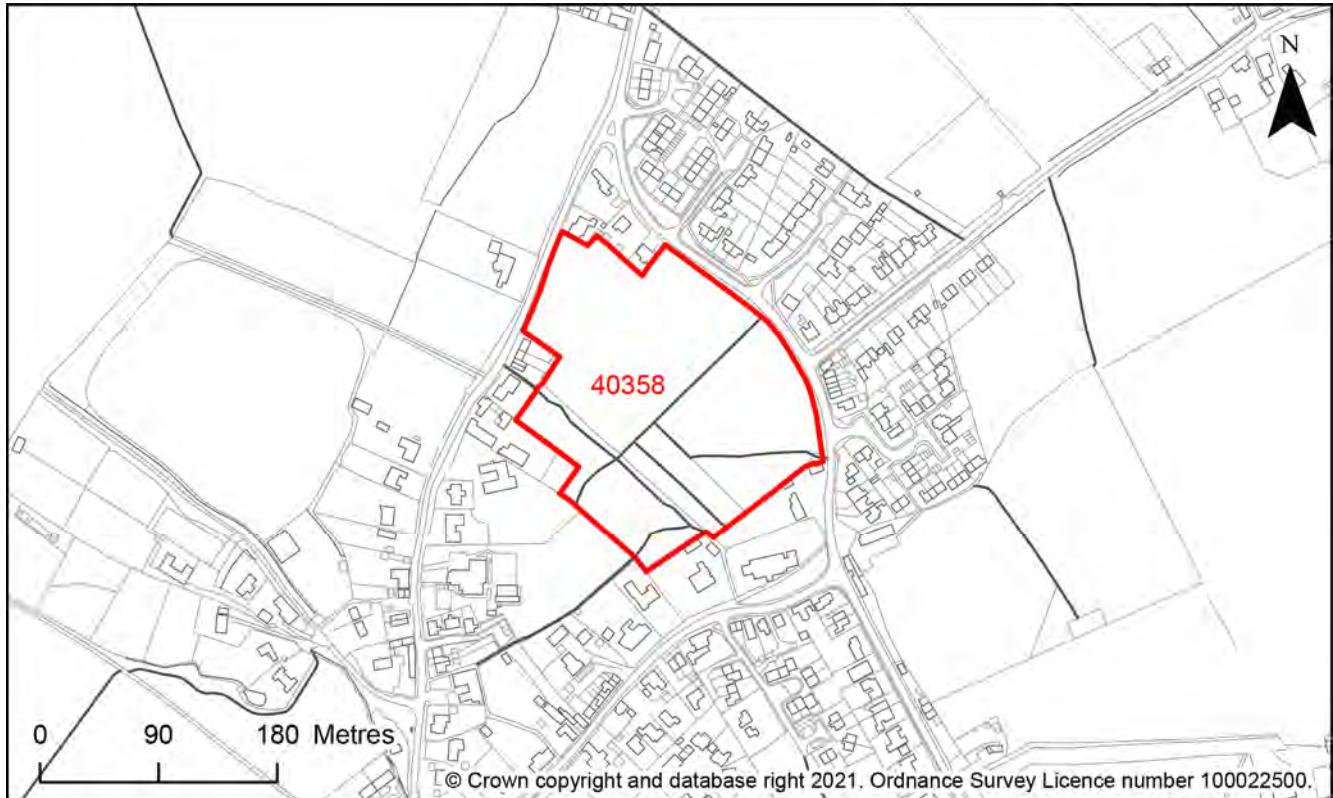 N
40358
0 90 180 Metres
© Crown copyright and database right 2021. Ordnance Survey Licence number 100022500.